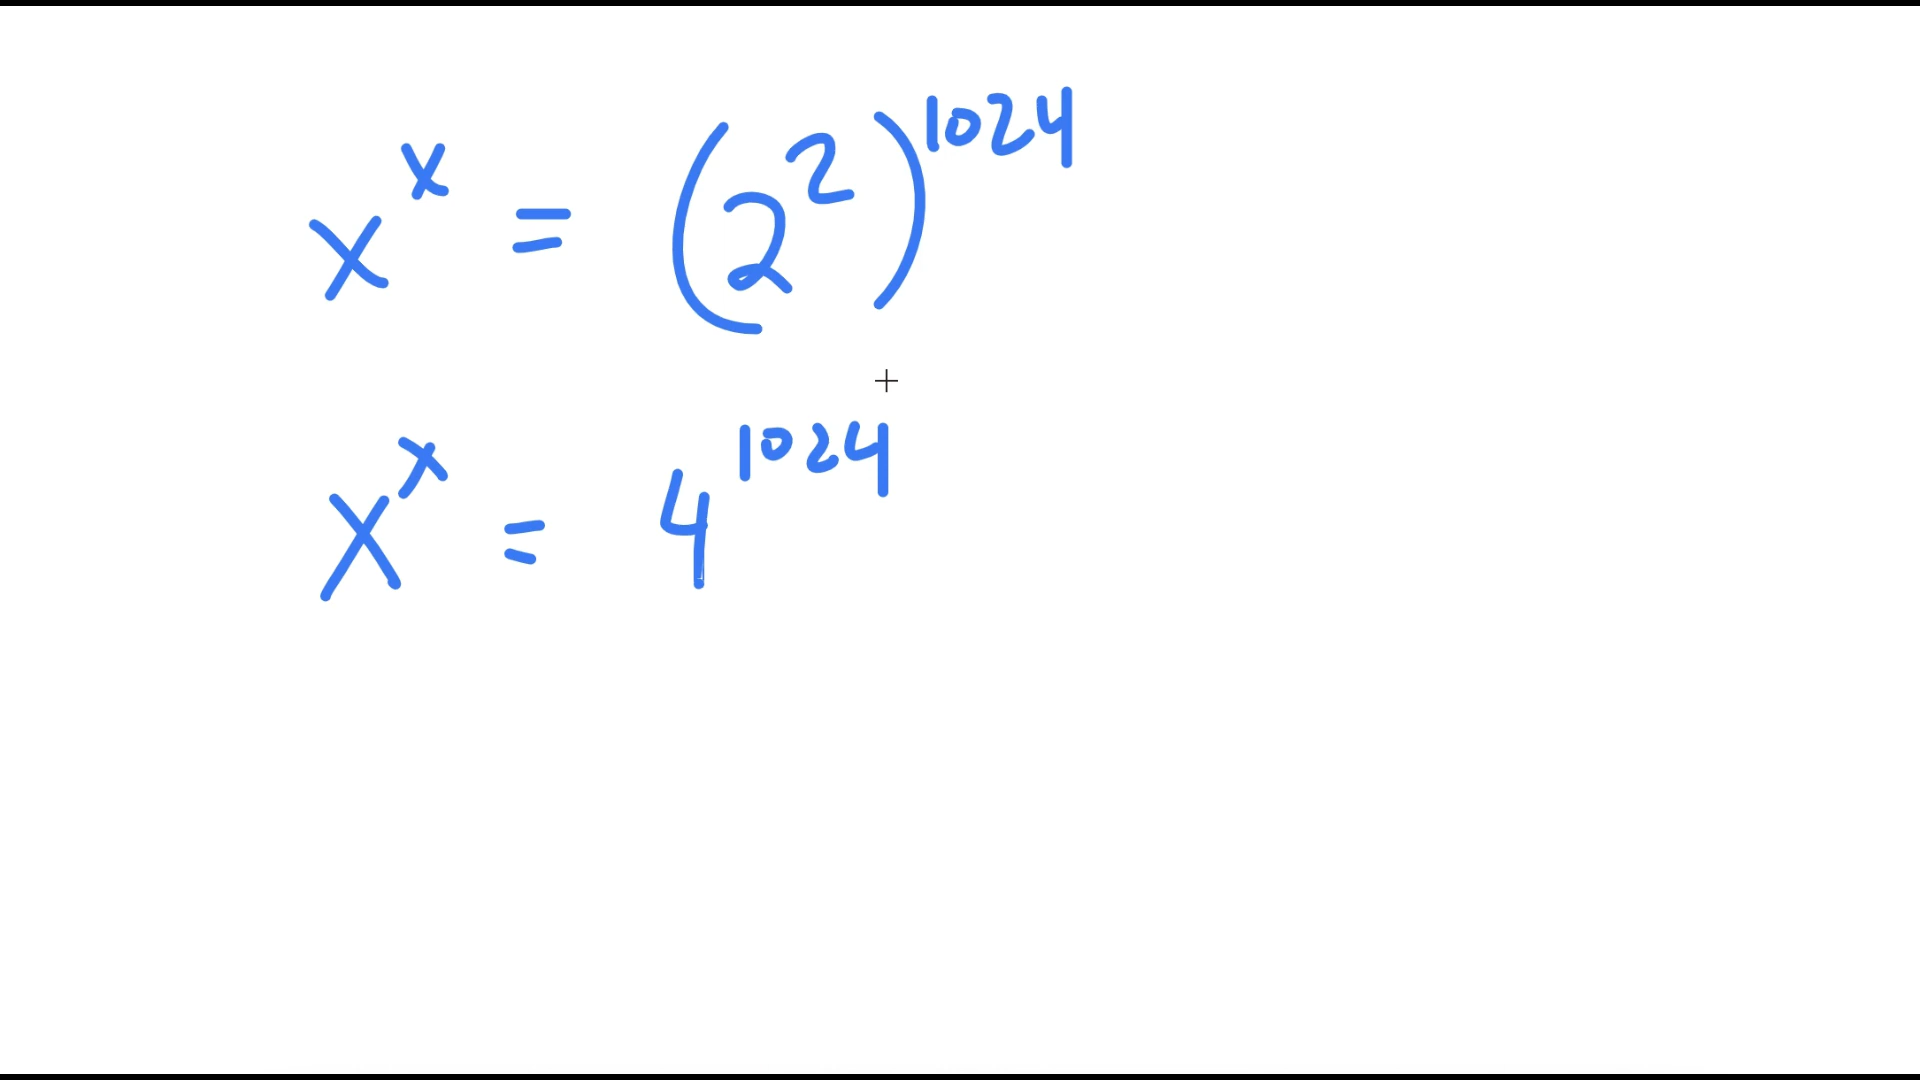 x^x = (2^2)^1024
x^x = 4^1024